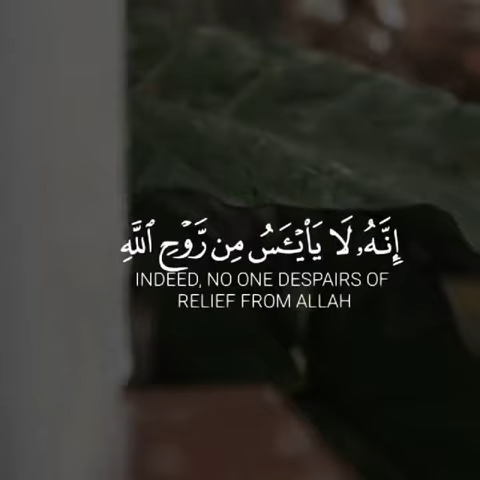 إِنَّهُۥ لَا يَا۟يْـَٔسُ مِن رَّوْحِ ٱللَّهِ
INDEED, NO ONE DESPAIRS OF
RELIEF FROM ALLAH